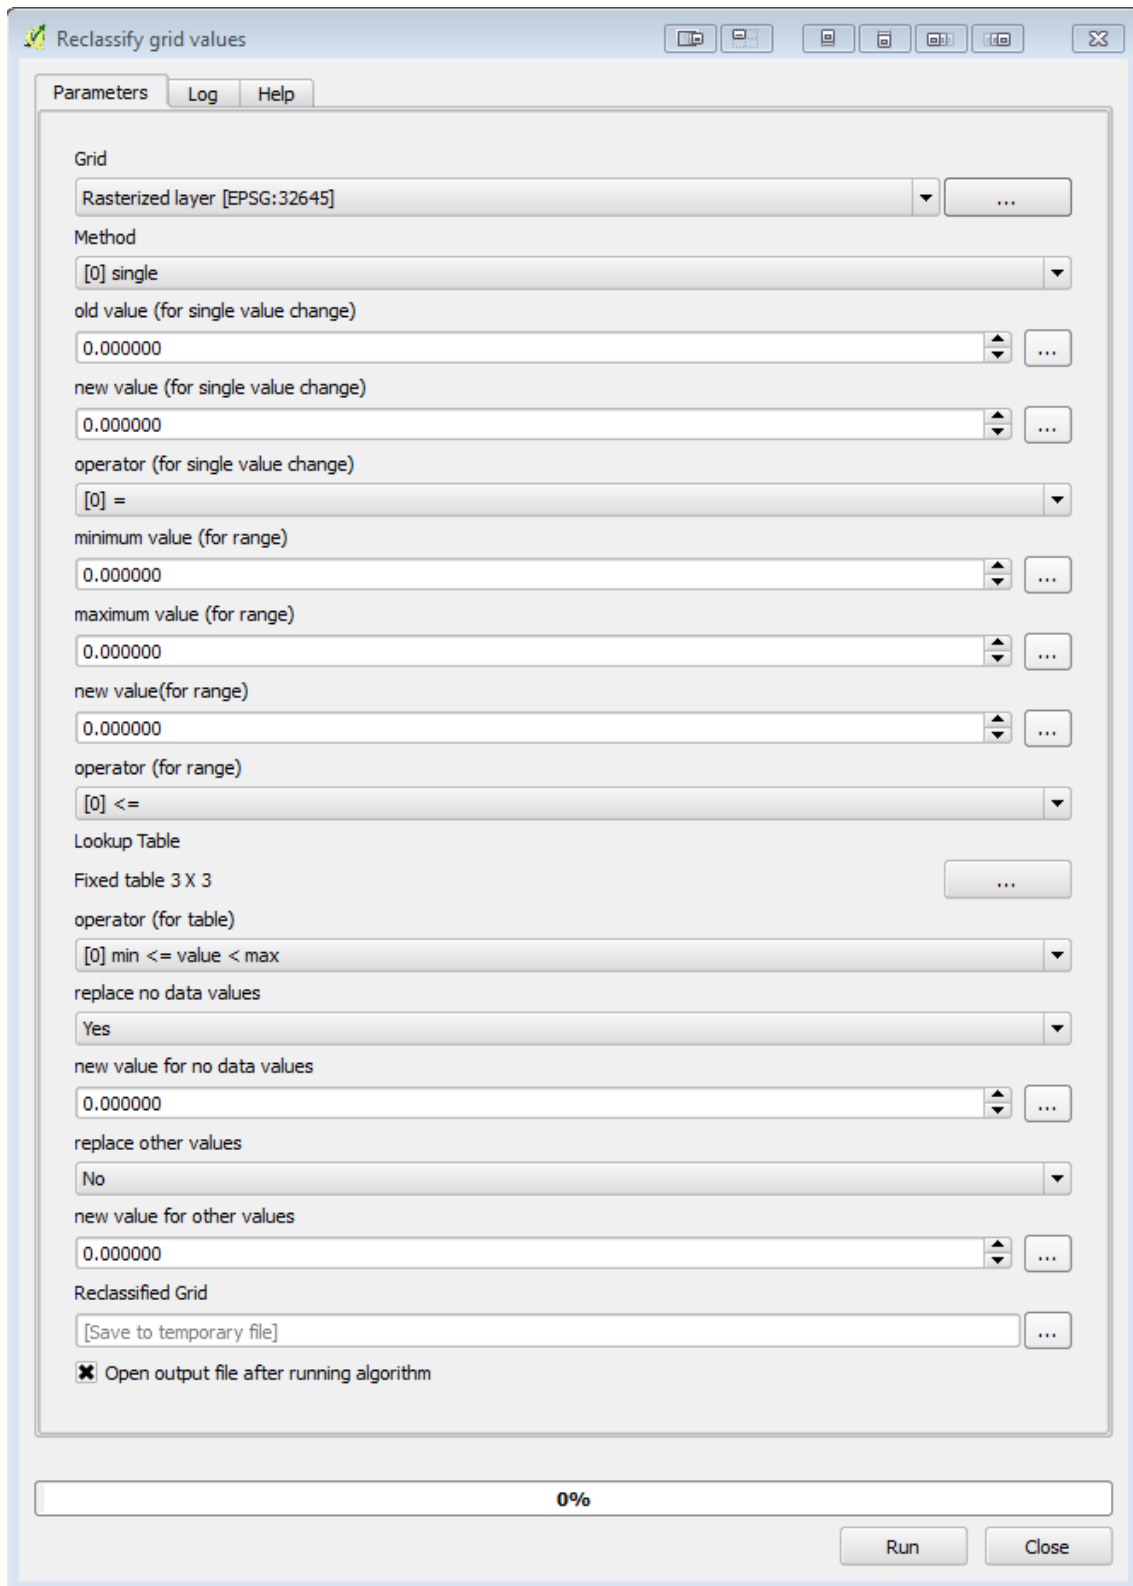 Reclassify grid values
Parameters Log Help
Grid
Rasterized layer [EPSG:32645] ...
Method
[0] single
old value (for single value change)
0.000000 ...
new value (for single value change)
0.000000 ...
operator (for single value change)
[0] =
minimum value (for range)
0.000000 ...
maximum value (for range)
0.000000 ...
new value(for range)
0.000000 ...
operator (for range)
[0] <=
Lookup Table
Fixed table 3 X 3 ...
operator (for table)
[0] min <= value < max
replace no data values
Yes
new value for no data values
0.000000 ...
replace other values
No
new value for other values
0.000000 ...
Reclassified Grid
[Save to temporary file] ...
Open output file after running algorithm
0%
Run Close